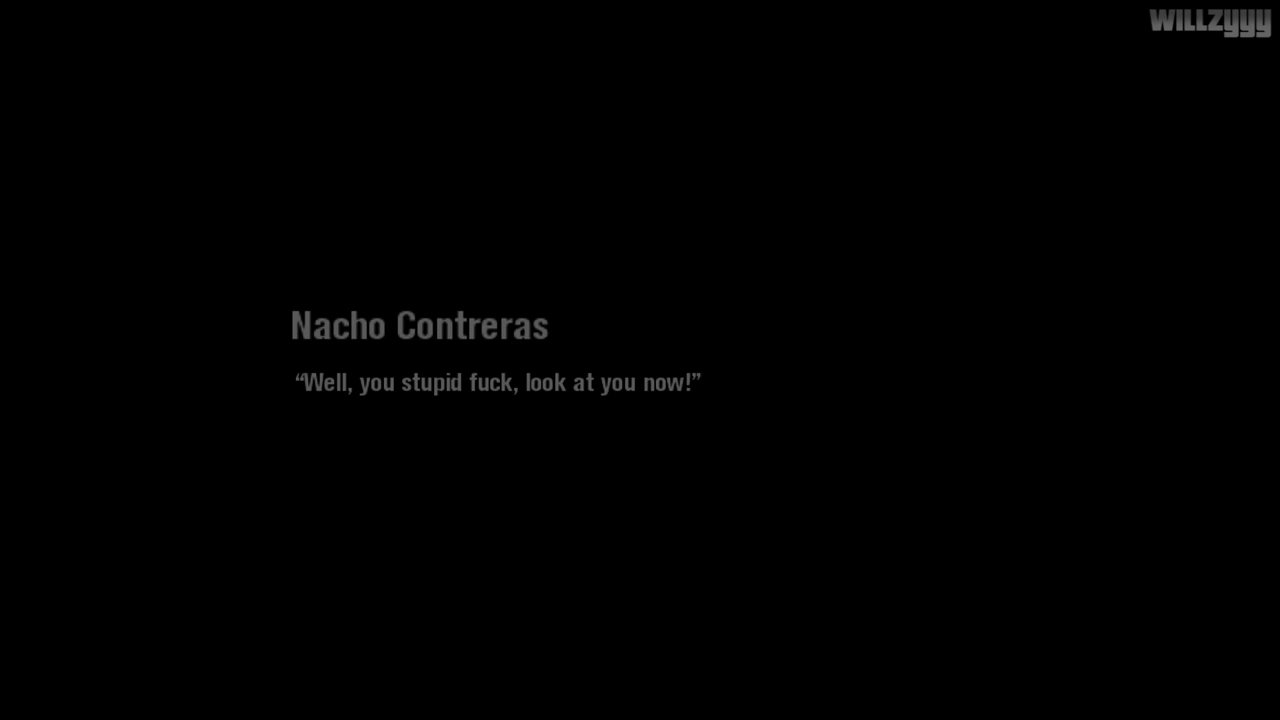 WILLZyyy
Nacho Contreras
“Well, you stupid fuck, look at you now!”